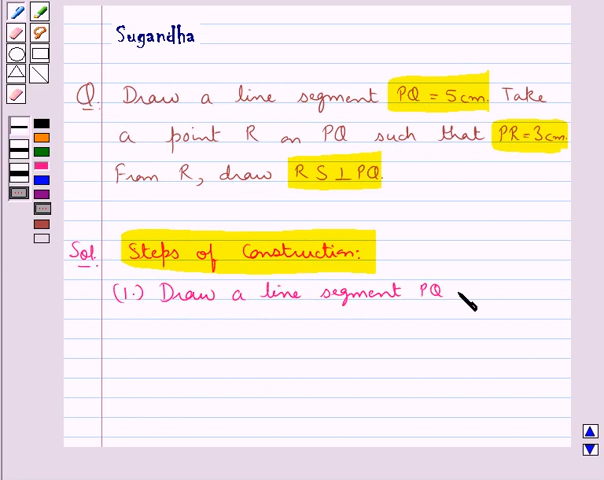 Sugandha
Q. Draw a line segment PQ = 5cm. Take
a point R on PQ such that PR = 3cm.
From R, draw RS ⊥ PQ.
Sol. Steps of Construction:
(1.) Draw a line segment PQ